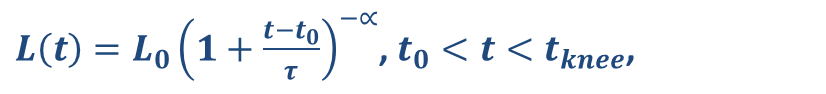 L(t) = L₀(1 + (t−t₀)/τ)^(−∝), t₀ < t < t_knee,